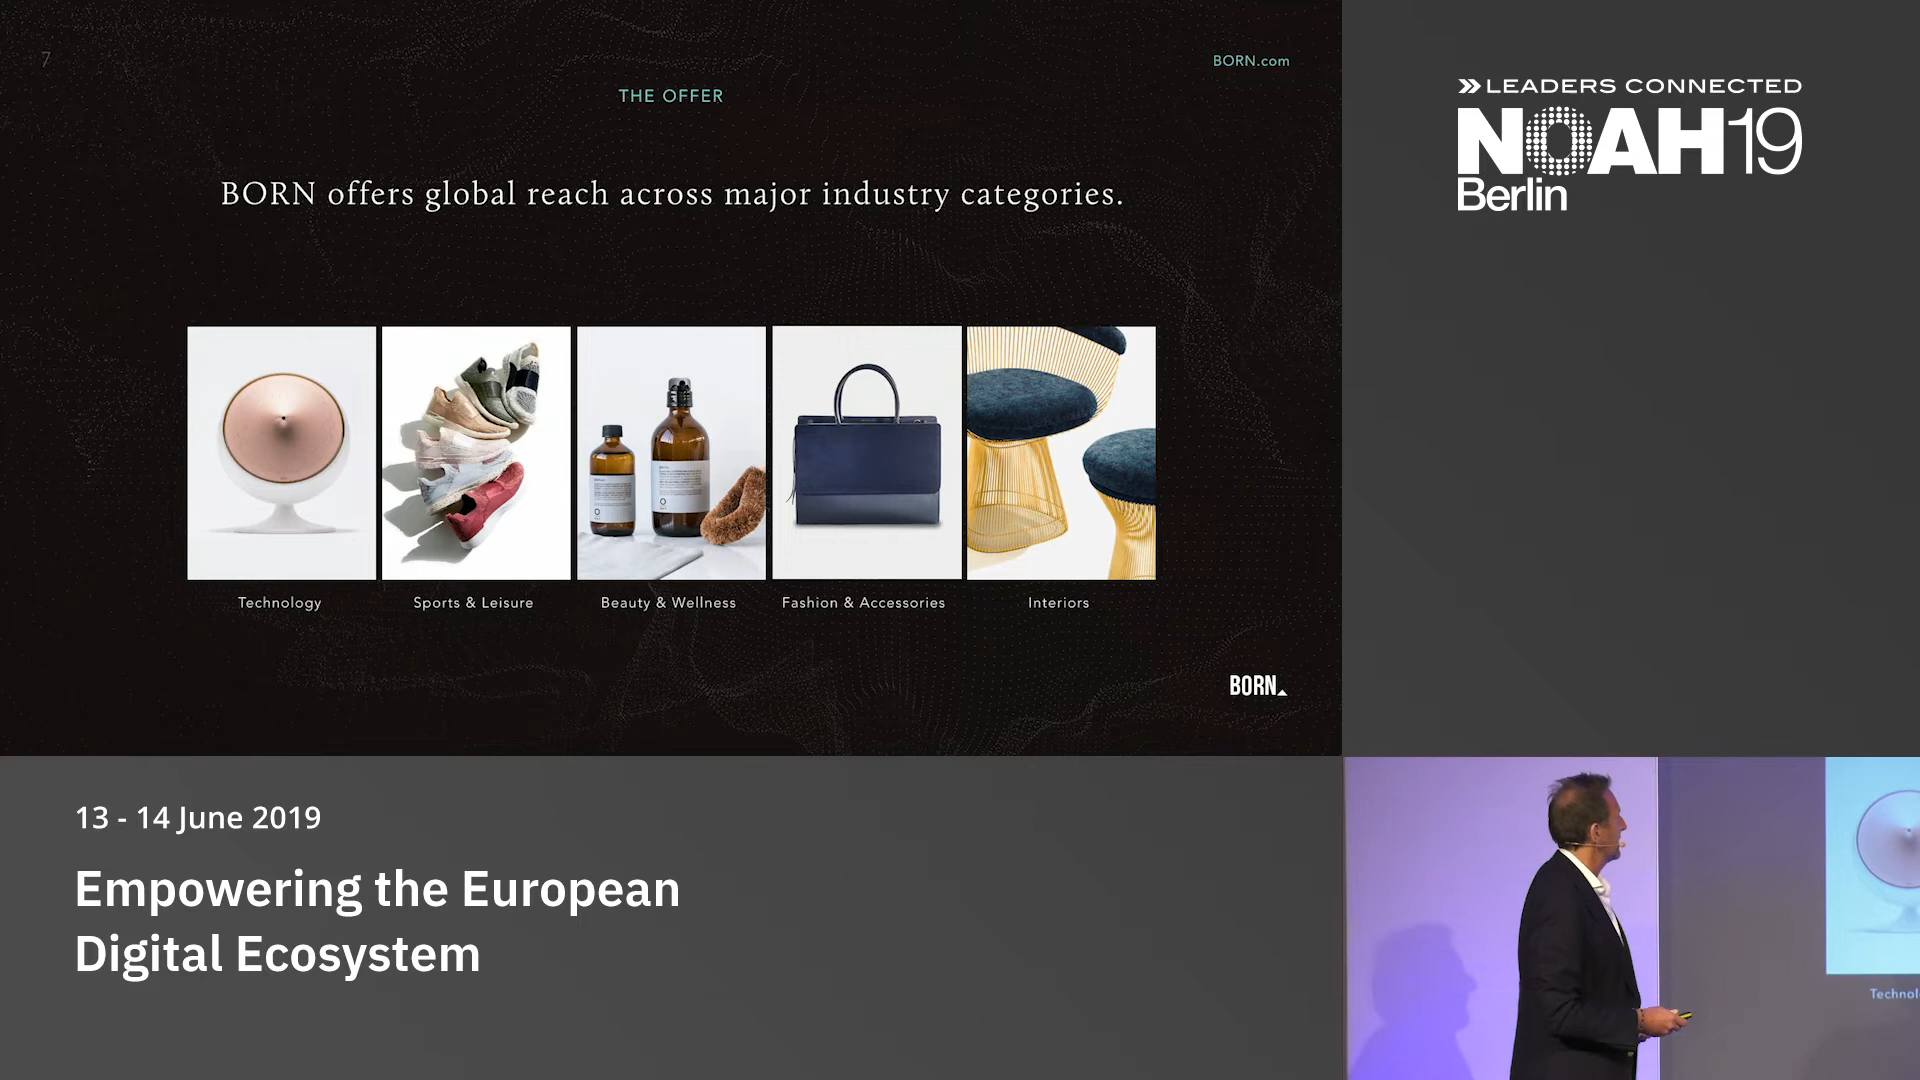 7
BORN.com
THE OFFER
BORN offers global reach across major industry categories.
Technology
Sports & Leisure
Beauty & Wellness
Fashion & Accessories
Interiors
BORN
LEADERS CONNECTED
NOAH19
Berlin
13 - 14 June 2019
Empowering the European
Digital Ecosystem
Technol